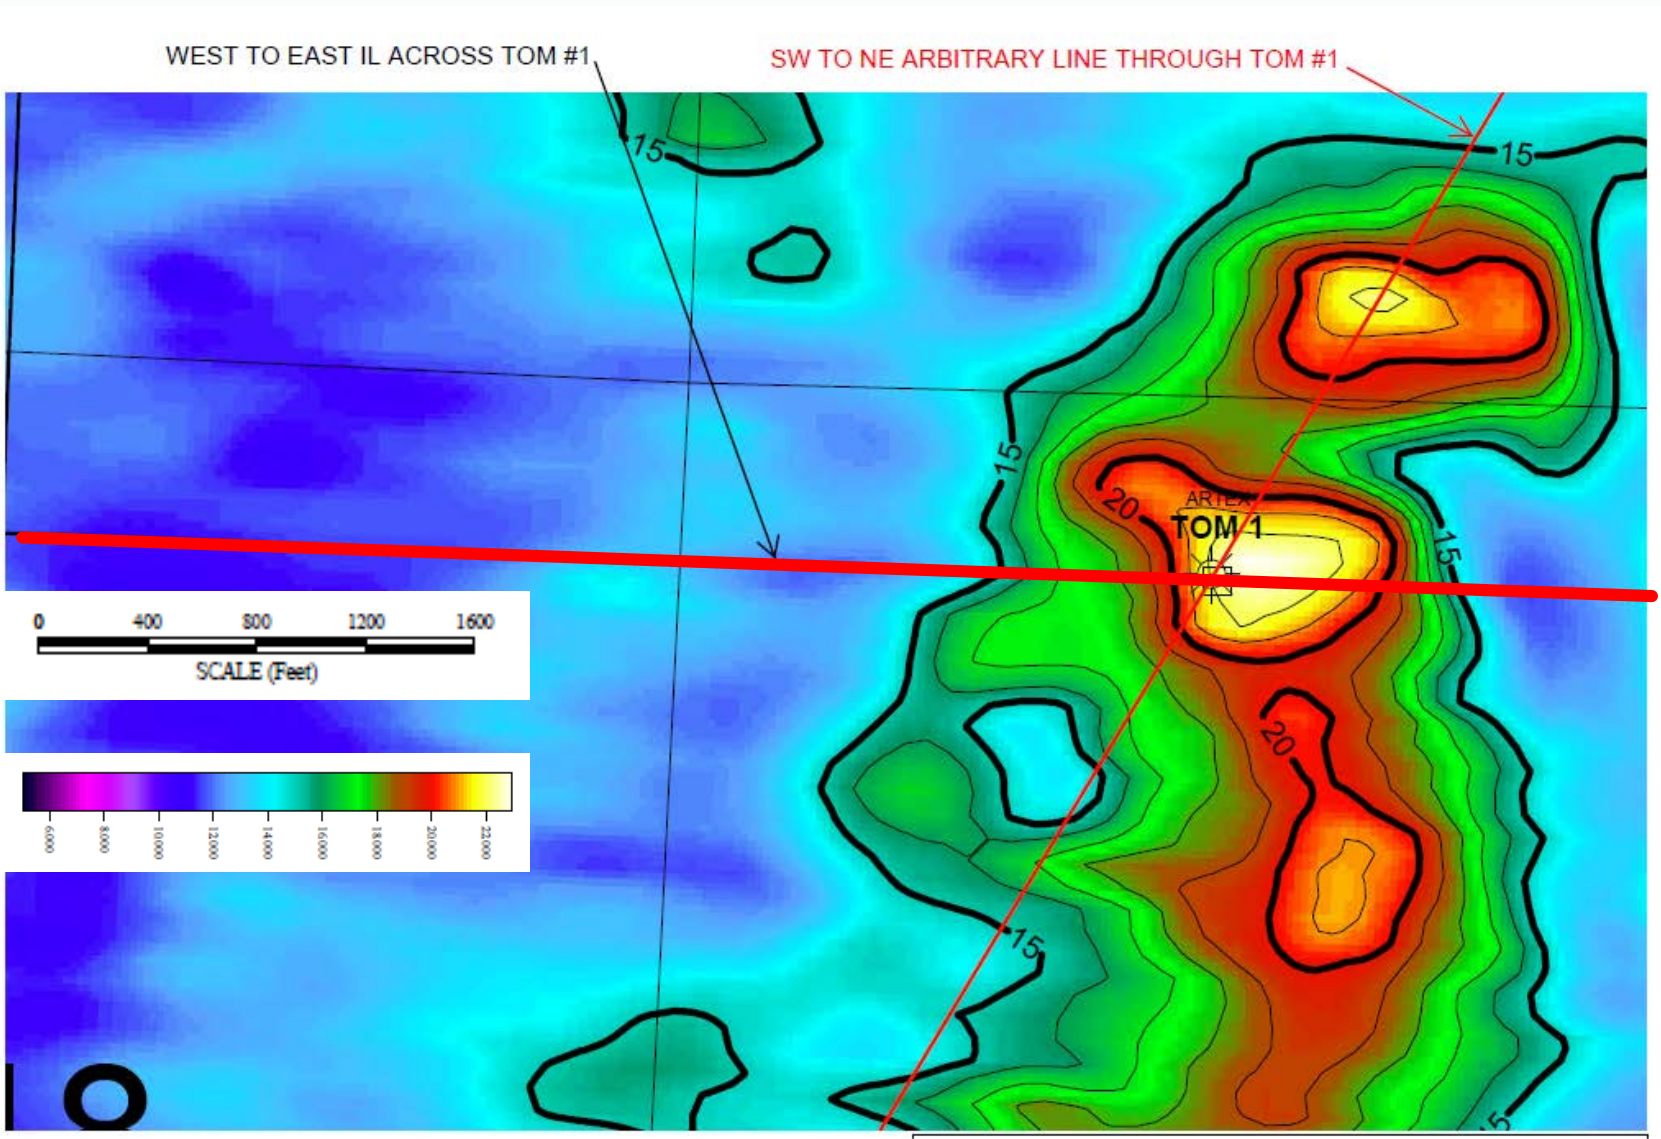 WEST TO EAST IL ACROSS TOM #1
SW TO NE ARBITRARY LINE THROUGH TOM #1
15
15
15
20
ARTEX
TOM 1
15
0 400 800 1200 1600
SCALE (Feet)
20
6000 8000 10000 12000 14000 16000 18000 20000 22000
15
8
15